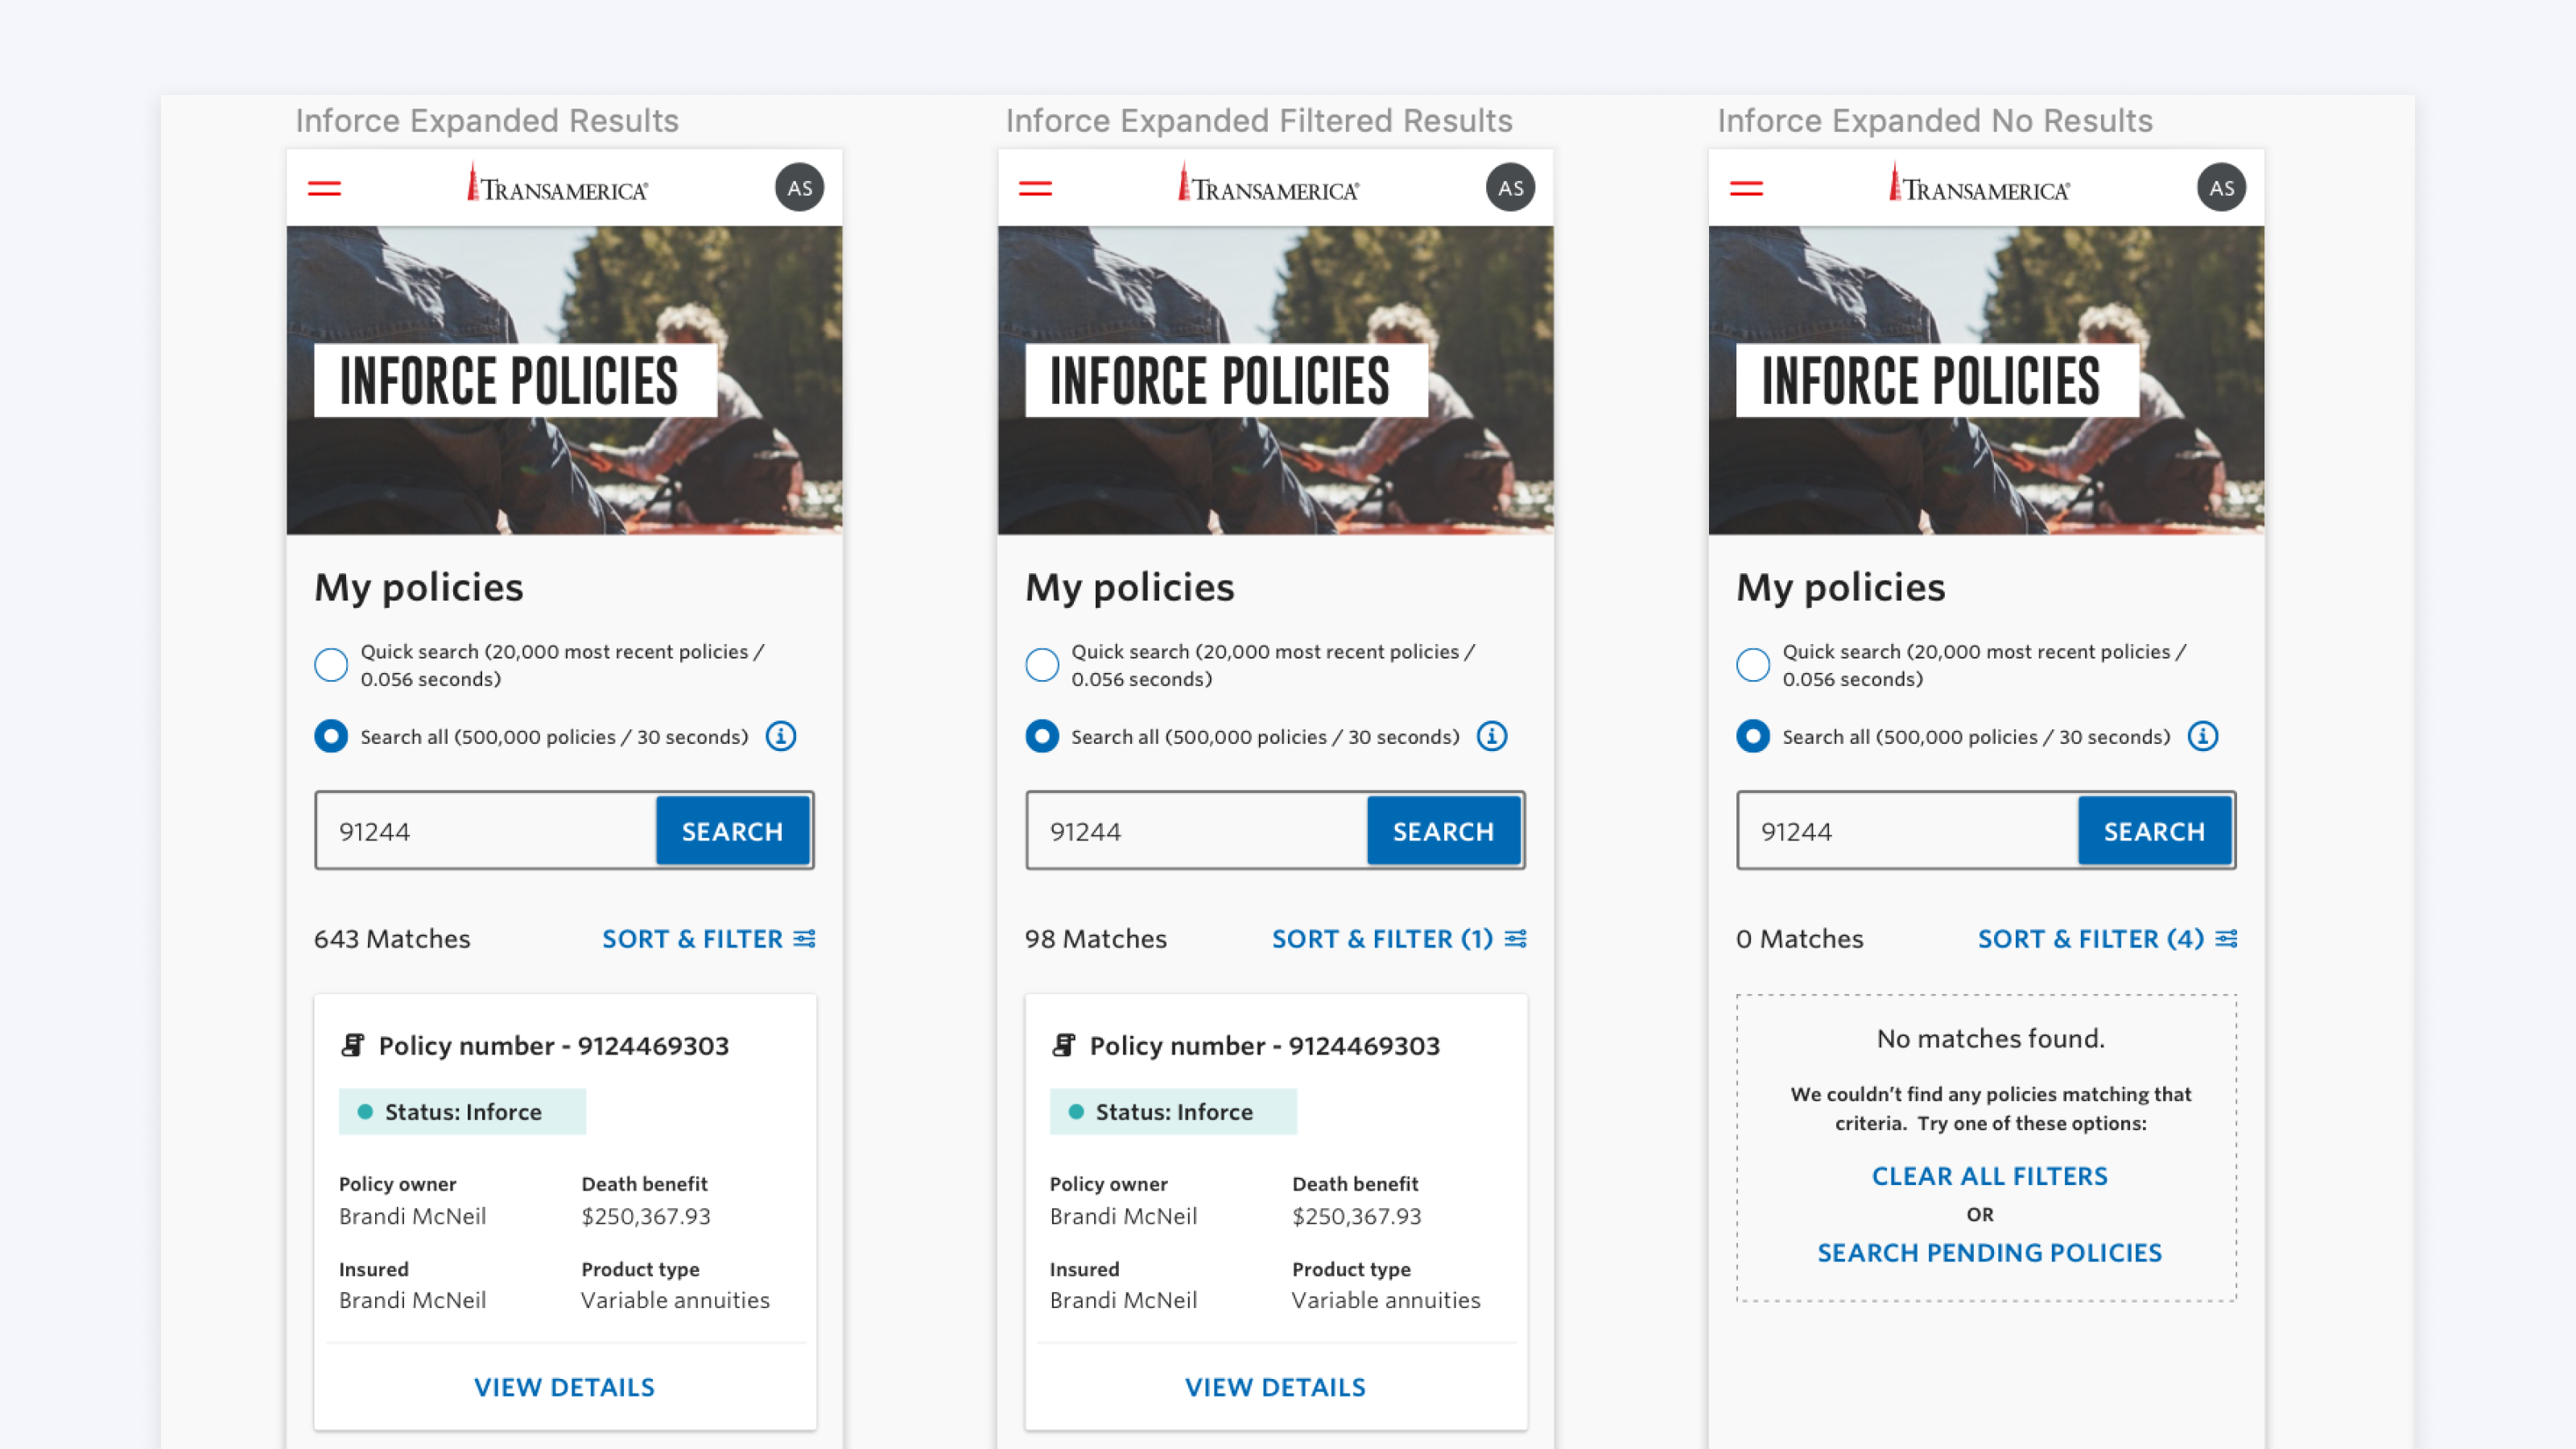 Inforce Expanded Results
TRANSAMERICA®
AS
INFORCE POLICIES
My policies
Quick search (20,000 most recent policies /
0.056 seconds)
Search all (500,000 policies / 30 seconds)
91244
SEARCH
643 Matches
SORT & FILTER
Policy number - 9124469303
Status: Inforce
Policy owner
Brandi McNeil
Death benefit
$250,367.93
Insured
Brandi McNeil
Product type
Variable annuities
VIEW DETAILS
Inforce Expanded Filtered Results
TRANSAMERICA®
AS
INFORCE POLICIES
My policies
Quick search (20,000 most recent policies /
0.056 seconds)
Search all (500,000 policies / 30 seconds)
91244
SEARCH
98 Matches
SORT & FILTER (1)
Policy number - 9124469303
Status: Inforce
Policy owner
Brandi McNeil
Death benefit
$250,367.93
Insured
Brandi McNeil
Product type
Variable annuities
VIEW DETAILS
Inforce Expanded No Results
TRANSAMERICA®
AS
INFORCE POLICIES
My policies
Quick search (20,000 most recent policies /
0.056 seconds)
Search all (500,000 policies / 30 seconds)
91244
SEARCH
0 Matches
SORT & FILTER (4)
No matches found.
We couldn't find any policies matching that
criteria. Try one of these options:
CLEAR ALL FILTERS
OR
SEARCH PENDING POLICIES